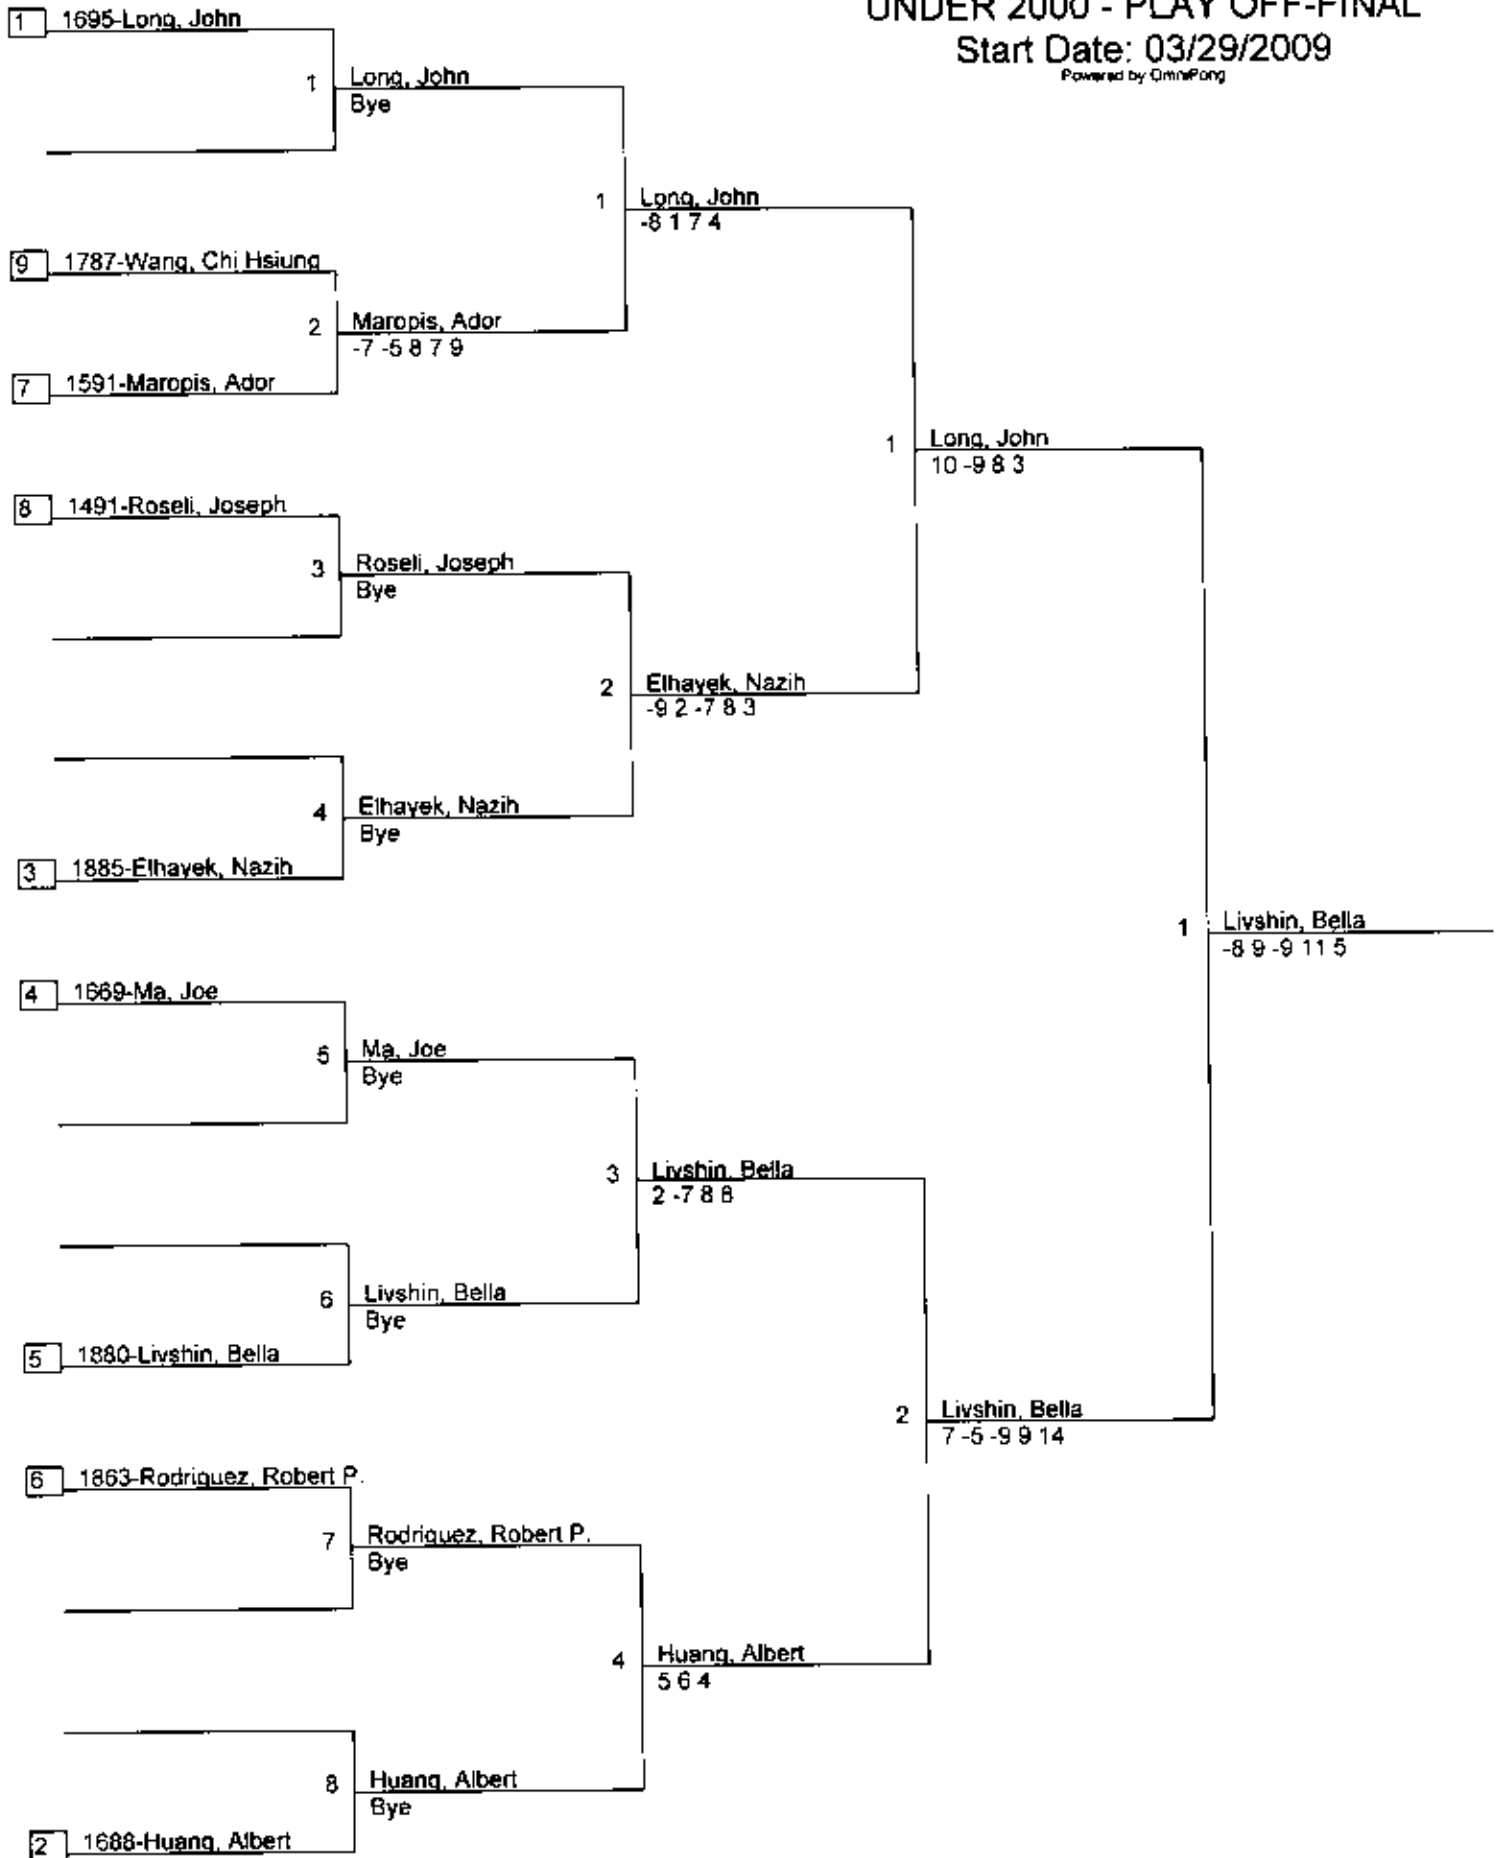 UNDER 2000 - PLAY OFF-FINAL
Start Date: 03/29/2009
Powered by OmniPong
1 1695-Long, John
1 Long, John
Bye
1 Long, John
-8 1 7 4
9 1787-Wang, Chi Hsiung
2 Maropis, Ador
-7 -5 8 7 9
7 1591-Maropis, Ador
1 Long, John
10 -9 8 3
8 1491-Roseli, Joseph
3 Roseli, Joseph
Bye
2 Elhayek, Nazih
-9 2 -7 8 3
4 Elhayek, Nazih
Bye
3 1885-Elhayek, Nazih
1 Livshin, Bella
-8 9 -9 11 5
4 1669-Ma, Joe
5 Ma, Joe
Bye
3 Livshin, Bella
2 -7 8 8
6 Livshin, Bella
Bye
5 1880-Livshin, Bella
2 Livshin, Bella
7 -5 -9 9 14
6 1863-Rodriguez, Robert P.
7 Rodriguez, Robert P.
Bye
4 Huang, Albert
5 6 4
8 Huang, Albert
Bye
2 1688-Huang, Albert